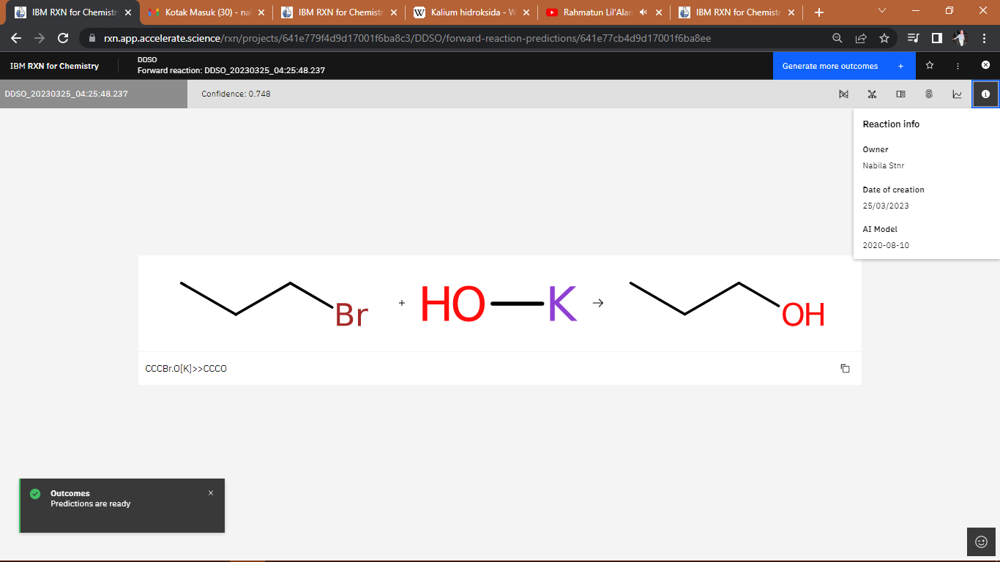 IBM RXN for Chemistr
Kotak Masuk (30) - na
IBM RXN for Chemistr
Kalium hidroksida - W
Rahmatun Lil'Alan
IBM RXN for Chemistr
rxn.app.accelerate.science/rxn/projects/641e779f4d9d17001f6ba8c3/DDSO/forward-reaction-predictions/641e77cb4d9d17001f6ba8ee
IBM RXN for Chemistry
DDSO
Forward reaction: DDSO_20230325_04:25:48.237
Generate more outcomes +
DDSO_20230325_04:25:48.237
Confidence: 0.748
Reaction info
Owner
Nabila Stnr
Date of creation
25/03/2023
AI Model
2020-08-10
Br + HO K → OH
CCCBr.O[K]>>CCCO
Outcomes
Predictions are ready